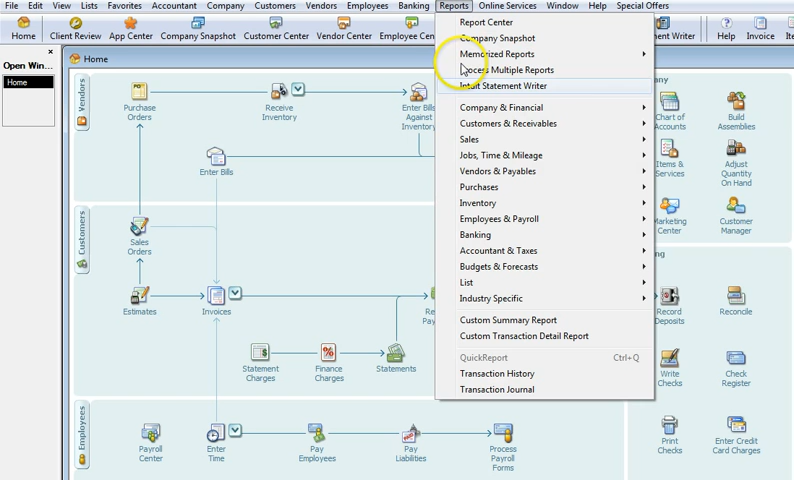 File Edit View Lists Favorites Accountant Company Customers Vendors Employees Banking Reports Online Services Window Help Special Offers
Home Client Review App Center Company Snapshot Customer Center Vendor Center Employee Cen
ment Writer Help Invoice Item
Open Win...
Home
Home
Vendors
Purchase
Orders
Receive
Inventory
Enter Bills
Against
Inventory
Enter Bills
Customers
Sales
Orders
Estimates
Invoices
Statement
Charges
Finance
Charges
Statements
Employees
Payroll
Center
Enter
Time
Pay
Employees
Pay
Liabilities
Process
Payroll
Forms
Report Center
Company Snapshot
Memorized Reports
Process Multiple Reports
Intuit Statement Writer
Company & Financial
Customers & Receivables
Sales
Jobs, Time & Mileage
Vendors & Payables
Purchases
Inventory
Employees & Payroll
Banking
Accountant & Taxes
Budgets & Forecasts
List
Industry Specific
Custom Summary Report
Custom Transaction Detail Report
QuickReport Ctrl+Q
Transaction History
Transaction Journal
Chart of
Accounts
Build
Assemblies
Items &
Services
Adjust
Quantity
On Hand
Customer
Manager
Record
Deposits
Reconcile
Write
Checks
Check
Register
Print
Checks
Enter Credit
Card Charges